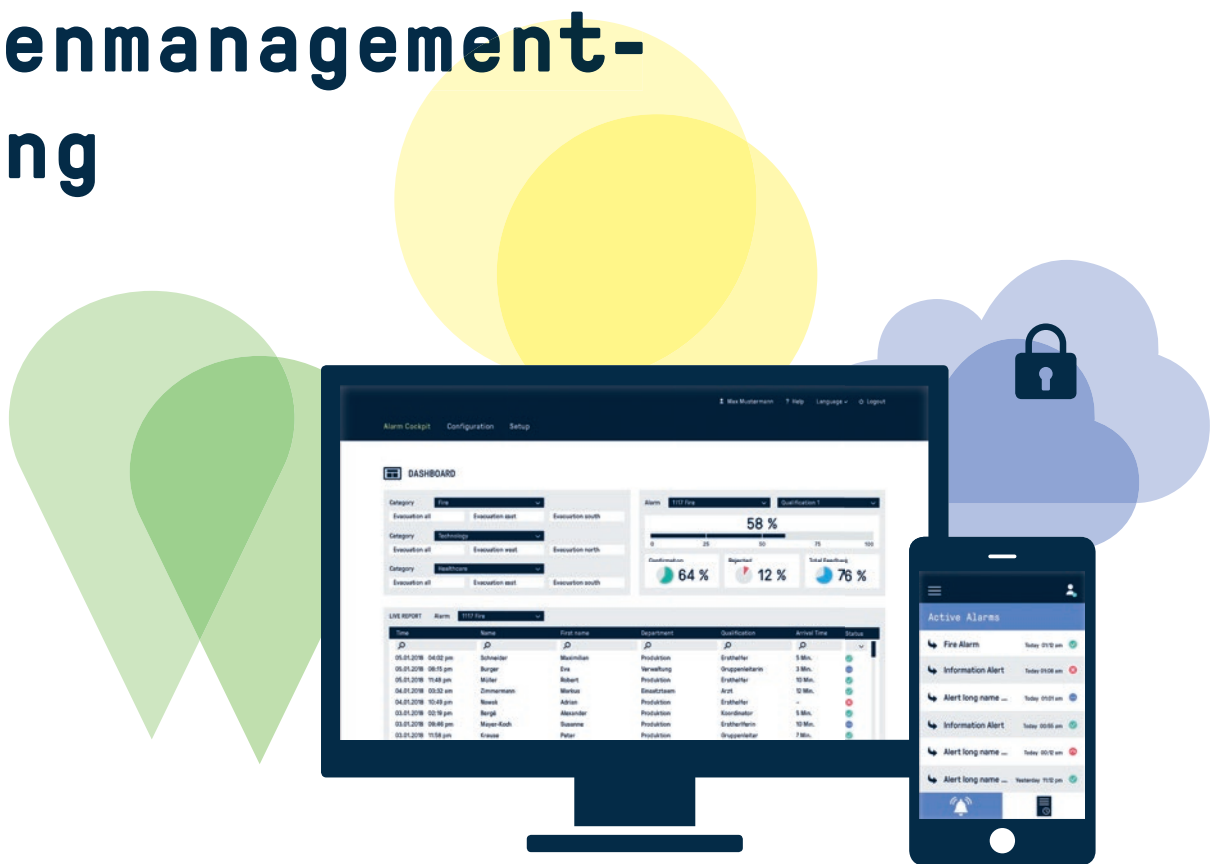 enmanagement-
ng
Max Mustermann ? Help Language Logout
Alarm Cockpit Configuration Setup
DASHBOARD
Category Fire
Evacuation all Evacuation east Evacuation south
Category Technology
Evacuation all Evacuation west Evacuation north
Category Healthcare
Evacuation all Evacuation east Evacuation south
Alarm 1117 Fire Qualification 1
58 %
0 25 50 75 100
Confirmation Rejected Total Feedback
64 % 12 % 76 %
LIVE REPORT Alarm 1117 Fire
Time Name First name Department Qualification Arrival Time Status
05.01.2018 04:02 pm Schneider Maximilian Produktion Ersthelfer 5 Min.
05.01.2018 08:15 pm Burger Eva Verwaltung Gruppenleiterin 3 Min.
05.01.2018 11:48 pm Müller Robert Produktion Ersthelfer 10 Min.
04.01.2018 03:32 am Zimmermann Markus Einsatzteam Arzt 12 Min.
04.01.2018 10:49 pm Nowak Adrian Produktion Ersthelfer -
03.01.2018 02:19 pm Bergé Alexander Produktion Koordinator 5 Min.
03.01.2018 09:46 pm Mayer-Koch Susanne Produktion 10 Min.
03.01.2018 11:58 pm Krause Peter Produktion Gruppenleiter 7 Min.
Active Alarms
Fire Alarm Today 01:12 am
Information Alert Today 01:08 am
Alert long name ... Today 01:01 am
Information Alert Today 00:55 am
Alert long name ... Today 00:12 am
Alert long name ... Yesterday 11:12 pm